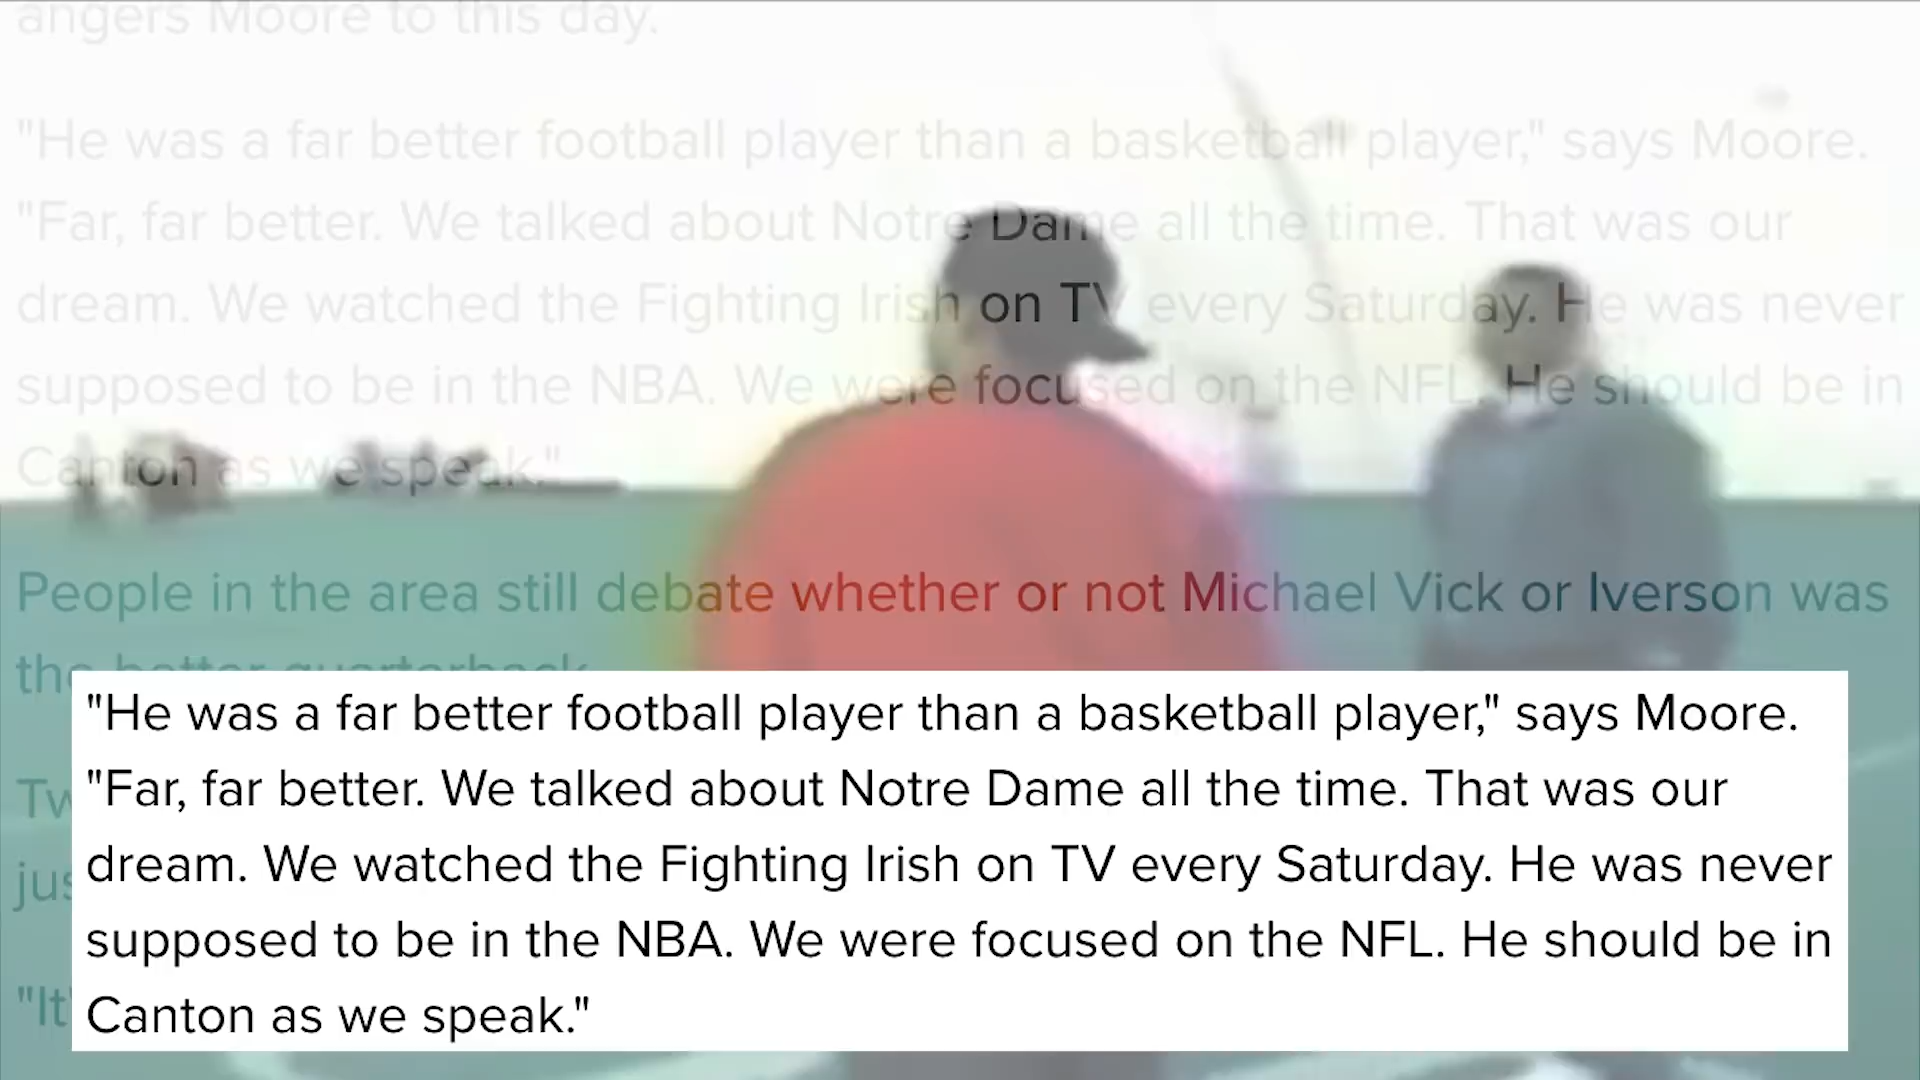 angers Moore to this day.
"He was a far better football player than a basketball player," says Moore.
"Far, far better. We talked about Notre Dame all the time. That was our
dream. We watched the Fighting Irish on TV every Saturday. He was never
supposed to be in the NBA. We were focused on the NFL. He should be in
Canton as we speak."
People in the area still debate whether or not Michael Vick or Iverson was
the better quarterback.
"He was a far better football player than a basketball player," says Moore.
"Far, far better. We talked about Notre Dame all the time. That was our
dream. We watched the Fighting Irish on TV every Saturday. He was never
supposed to be in the NBA. We were focused on the NFL. He should be in
Canton as we speak."